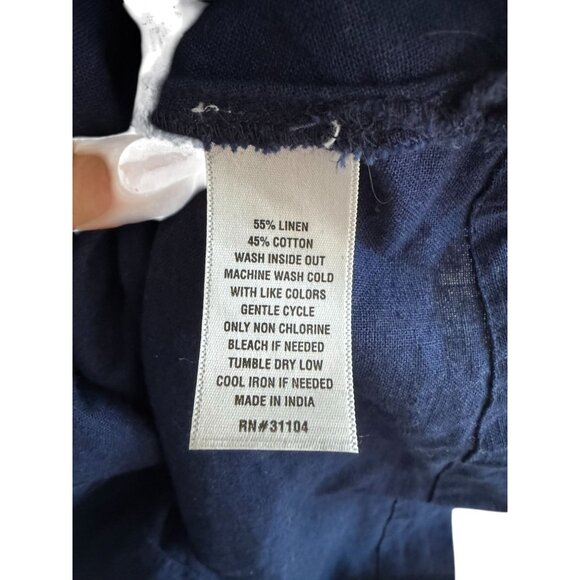 55% LINEN
45% COTTON
WASH INSIDE OUT
MACHINE WASH COLD
WITH LIKE COLORS
GENTLE CYCLE
ONLY NON CHLORINE
BLEACH IF NEEDED
TUMBLE DRY LOW
COOL IRON IF NEEDED
MADE IN INDIA
RN#31104